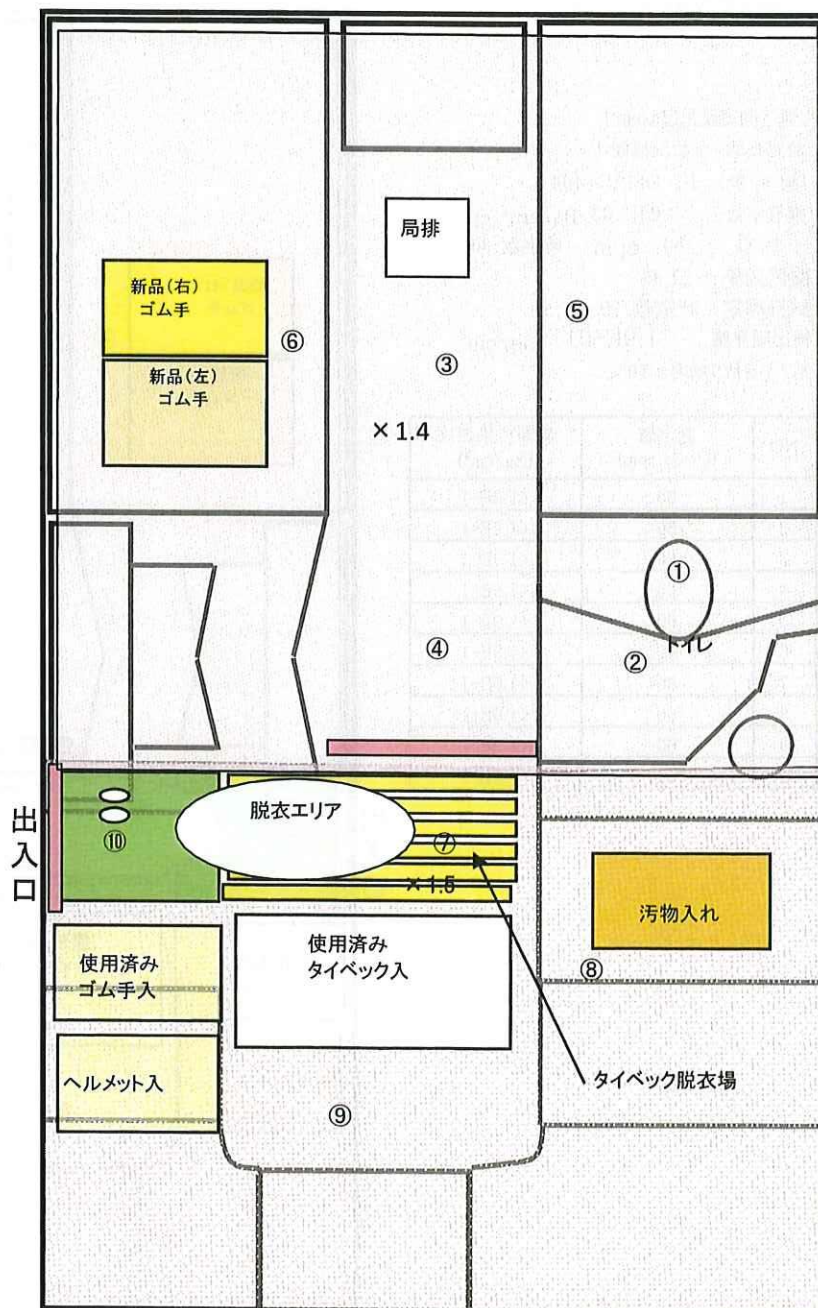 局排
新品(右)
ゴム手
⑥
新品(左)
ゴム手
③
⑤
×1.4
①
トイレ
②
④
出入口
脱衣エリア
⑩
⑦
×1.5
汚物入れ
使用済み
ゴム手入
使用済み
タイベック入
⑧
ヘルメット入
タイベック脱衣場
⑨